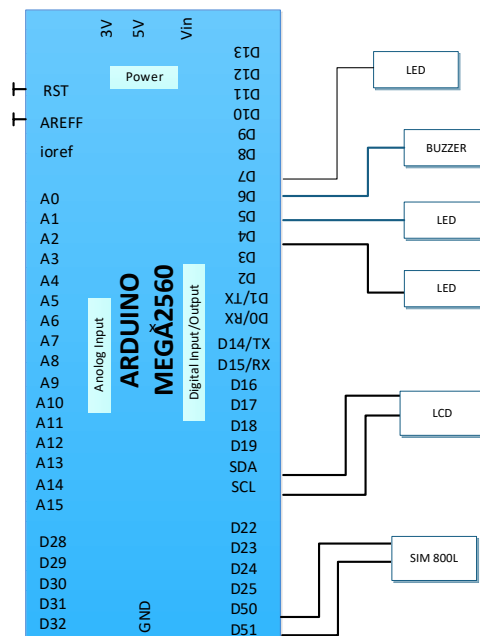 3V
5V
Vin
Power
RST
AREFF
ioref
A0
A1
A2
A3
A4
A5
A6
A7
A8
A9
A10
A11
A12
A13
A14
A15
D28
D29
D30
D31
D32
Anolog Input
ARDUINO
MEGA2560
x
Digital Input/Output
GND
D13
D12
D11
D10
D9
D8
D7
D6
D5
D4
D3
D2
D1/TX
D0/RX
D14/TX
D15/RX
D16
D17
D18
D19
SDA
SCL
D22
D23
D24
D25
D50
D51
LED
BUZZER
LED
LED
LCD
SIM 800L